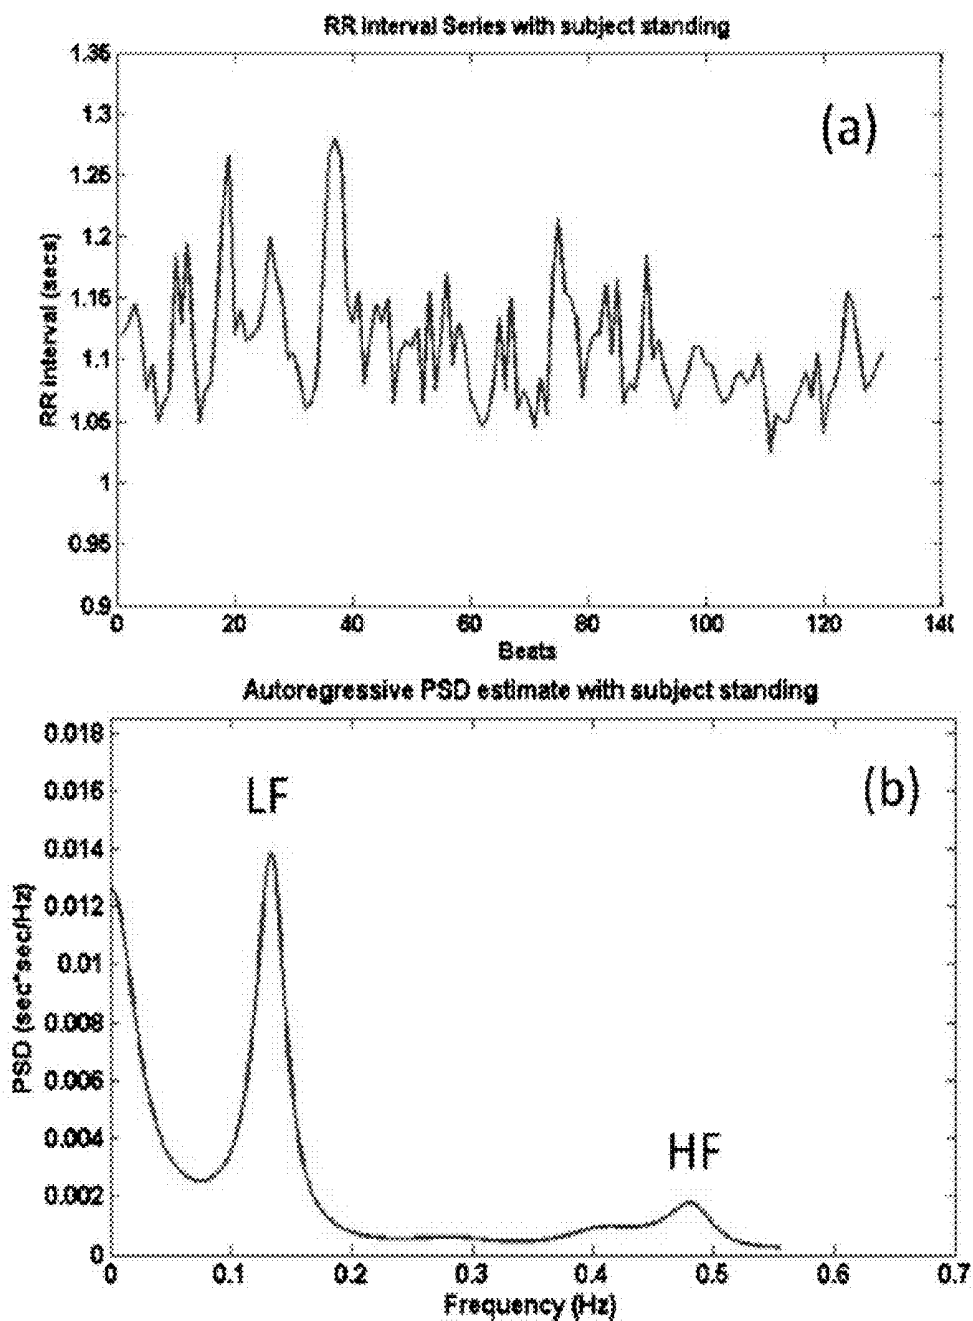 RR Interval Series with subject standing
1.35
1.3
(a)
1.25
1.2
1.15
1.1
1.05
1
0.95
0.9
RR interval (secs)
0 20 40 60 80 100 120 140
Beats
Autoregressive PSD estimate with subject standing
0.018
0.016
LF
(b)
0.014
0.012
0.01
0.008
0.006
0.004
HF
0.002
0
PSD (sec*sec/Hz)
0 0.1 0.2 0.3 0.4 0.5 0.6 0.7
Frequency (Hz)